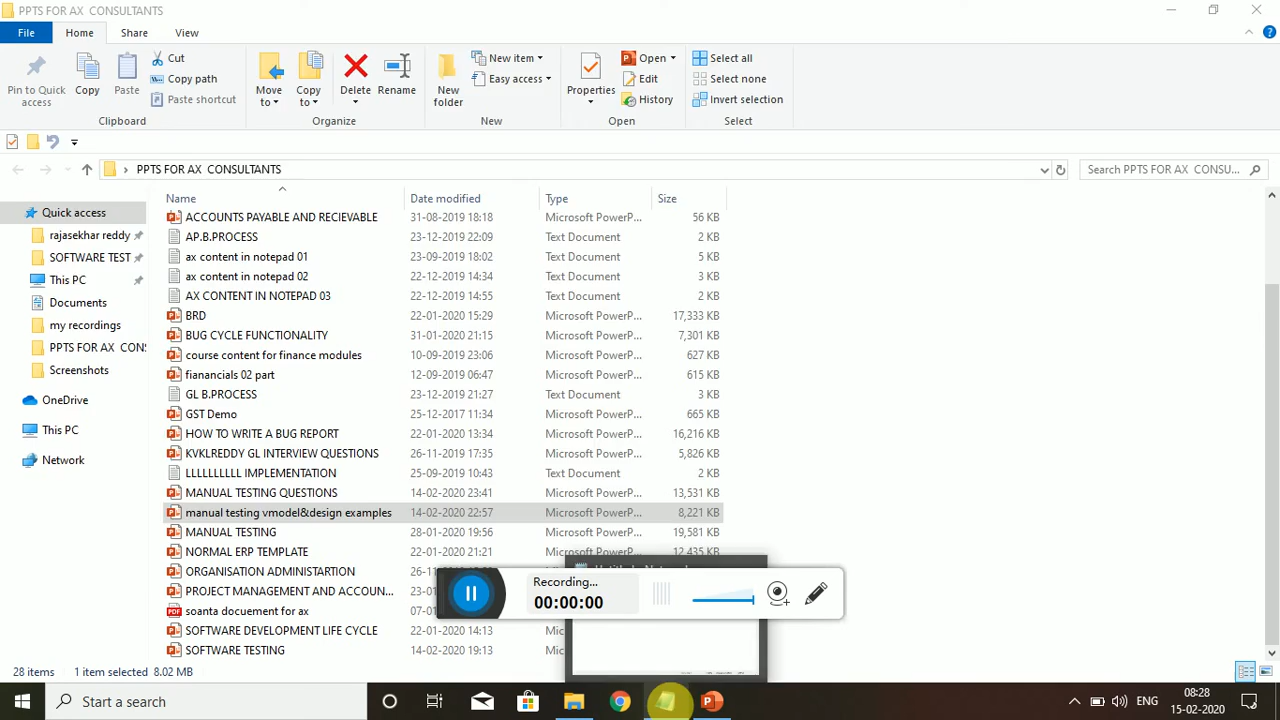 PPTS FOR AX  CONSULTANTS
File Home Share View
Pin to Quick access
Copy
Paste
Cut
Copy path
Paste shortcut
Move to
Copy to
Delete
Rename
New folder
New item
Easy access
Properties
Open
Edit
History
Select all
Select none
Invert selection
Clipboard Organize New Open Select
PPTS FOR AX  CONSULTANTS
Search PPTS FOR AX  CONSU...
Name Date modified Type Size
Quick access
rajasekhar reddy
SOFTWARE TEST
This PC
Documents
my recordings
PPTS FOR AX  CONS
Screenshots
OneDrive
This PC
Network
ACCOUNTS PAYABLE AND RECIEVABLE 31-08-2019 18:18 Microsoft PowerP... 56 KB
AP.B.PROCESS 23-12-2019 22:09 Text Document 2 KB
ax content in notepad 01 23-09-2019 18:02 Text Document 5 KB
ax content in notepad 02 22-12-2019 14:34 Text Document 3 KB
AX CONTENT IN NOTEPAD 03 22-12-2019 14:55 Text Document 2 KB
BRD 22-01-2020 15:29 Microsoft PowerP... 17,333 KB
BUG CYCLE FUNCTIONALITY 31-01-2020 21:15 Microsoft PowerP... 7,301 KB
course content for finance modules 10-09-2019 23:06 Microsoft PowerP... 627 KB
fianancials 02 part 12-09-2019 06:47 Microsoft PowerP... 615 KB
GL B.PROCESS 23-12-2019 21:27 Text Document 3 KB
GST Demo 25-12-2017 11:34 Microsoft PowerP... 665 KB
HOW TO WRITE A BUG REPORT 22-01-2020 13:34 Microsoft PowerP... 16,216 KB
KVKLREDDY GL INTERVIEW QUESTIONS 26-11-2019 17:35 Microsoft PowerP... 5,826 KB
LLLLLLLLLL IMPLEMENTATION 25-09-2019 10:43 Text Document 2 KB
MANUAL TESTING QUESTIONS 14-02-2020 23:41 Microsoft PowerP... 13,531 KB
manual testing vmodel&design examples 14-02-2020 22:57 Microsoft PowerP... 8,221 KB
MANUAL TESTING 28-01-2020 19:56 Microsoft PowerP... 19,581 KB
NORMAL ERP TEMPLATE 22-01-2020 21:21 Microsoft PowerP... 12,435 KB
ORGANISATION ADMINISTARTION 26-11
PROJECT MANAGEMENT AND ACCOUN... 23-0
soanta docuement for ax 07-0
SOFTWARE DEVELOPMENT LIFE CYCLE 22-01-2020 14:13
SOFTWARE TESTING 14-02-2020 19:13
Recording...
00:00:00
28 items 1 item selected 8.02 MB
Start a search
ENG
08:28
15-02-2020